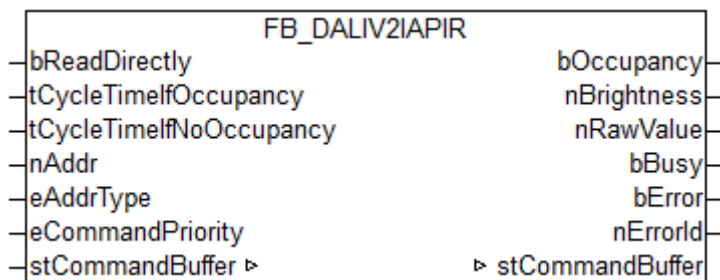 FB_DALIV2IAPIR
bReadDirectly bOccupancy
tCycleTimeIfOccupancy nBrightness
tCycleTimeIfNoOccupancy nRawValue
nAddr bBusy
eAddrType bError
eCommandPriority nErrorId
stCommandBuffer stCommandBuffer